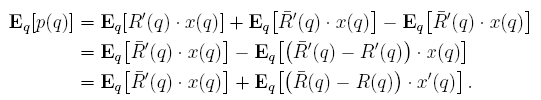 𝐄_q[p(q)] = 𝐄_q[R′(q) · x(q)] + 𝐄_q[R̄′(q) · x(q)] − 𝐄_q[R̄′(q) · x(q)]
= 𝐄_q[R̄′(q) · x(q)] − 𝐄_q[(R̄′(q) − R′(q)) · x(q)]
= 𝐄_q[R̄′(q) · x(q)] + 𝐄_q[(R̄(q) − R(q)) · x′(q)] .